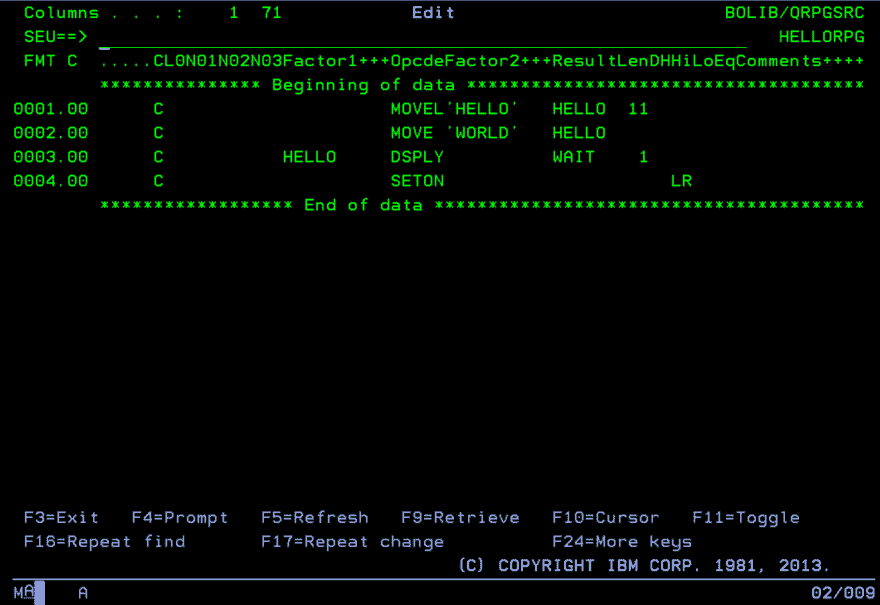 Columns . . . :    1  71            Edit                         BOLIB/QRPGSRC
SEU==>                                                                HELLORPG
FMT C  .....CL0N01N02N03Factor1+++OpcdeFactor2+++ResultLenDHHiLoEqComments++++
*************** Beginning of data *************************************
0001.00      C                     MOVEL'HELLO'   HELLO  11
0002.00      C                     MOVE 'WORLD'   HELLO
0003.00      C           HELLO     DSPLY          WAIT    1
0004.00      C                     SETON                     LR
****************** End of data ****************************************
F3=Exit   F4=Prompt   F5=Refresh   F9=Retrieve   F10=Cursor   F11=Toggle
F16=Repeat find       F17=Repeat change          F24=More keys
(C) COPYRIGHT IBM CORP. 1981, 2013.
MA    A                                                                   02/009